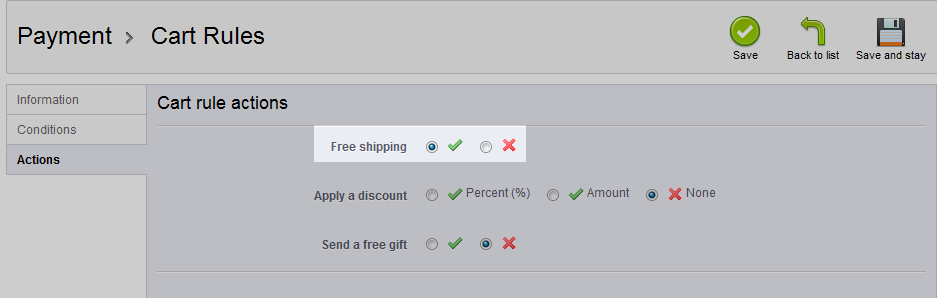 Payment > Cart Rules
Save
Back to list
Save and stay
Information
Conditions
Actions
Cart rule actions
Free shipping
Apply a discount Percent (%) Amount None
Send a free gift